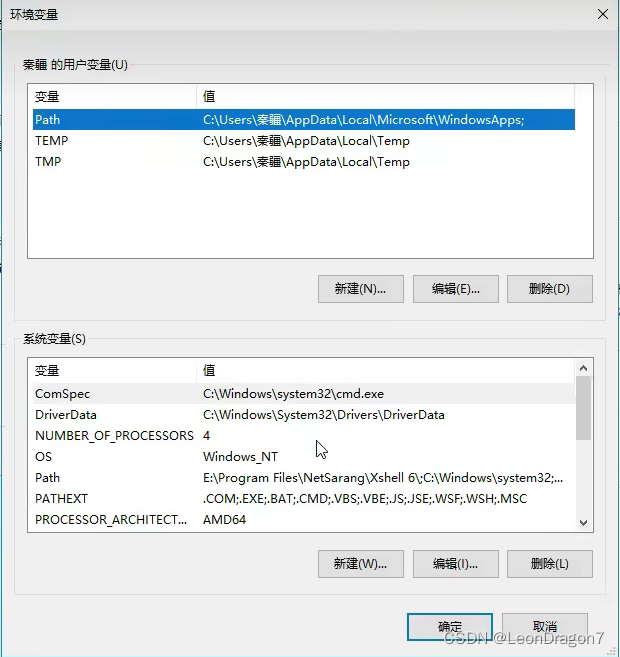 环境变量
秦疆 的用户变量(U)
变量 值
Path C:\Users\秦疆\AppData\Local\Microsoft\WindowsApps;
TEMP C:\Users\秦疆\AppData\Local\Temp
TMP C:\Users\秦疆\AppData\Local\Temp
新建(N)... 编辑(E)... 删除(D)
系统变量(S)
变量 值
ComSpec C:\Windows\system32\cmd.exe
DriverData C:\Windows\System32\Drivers\DriverData
NUMBER_OF_PROCESSORS 4
OS Windows_NT
Path E:\Program Files\NetSarang\Xshell 6\;C:\Windows\system32;...
PATHEXT .COM;.EXE;.BAT;.CMD;.VBS;.VBE;.JS;.JSE;.WSF;.WSH;.MSC
PROCESSOR_ARCHITECT... AMD64
新建(W)... 编辑(I)... 删除(L)
确定 取消
CSDN @LeonDragon7